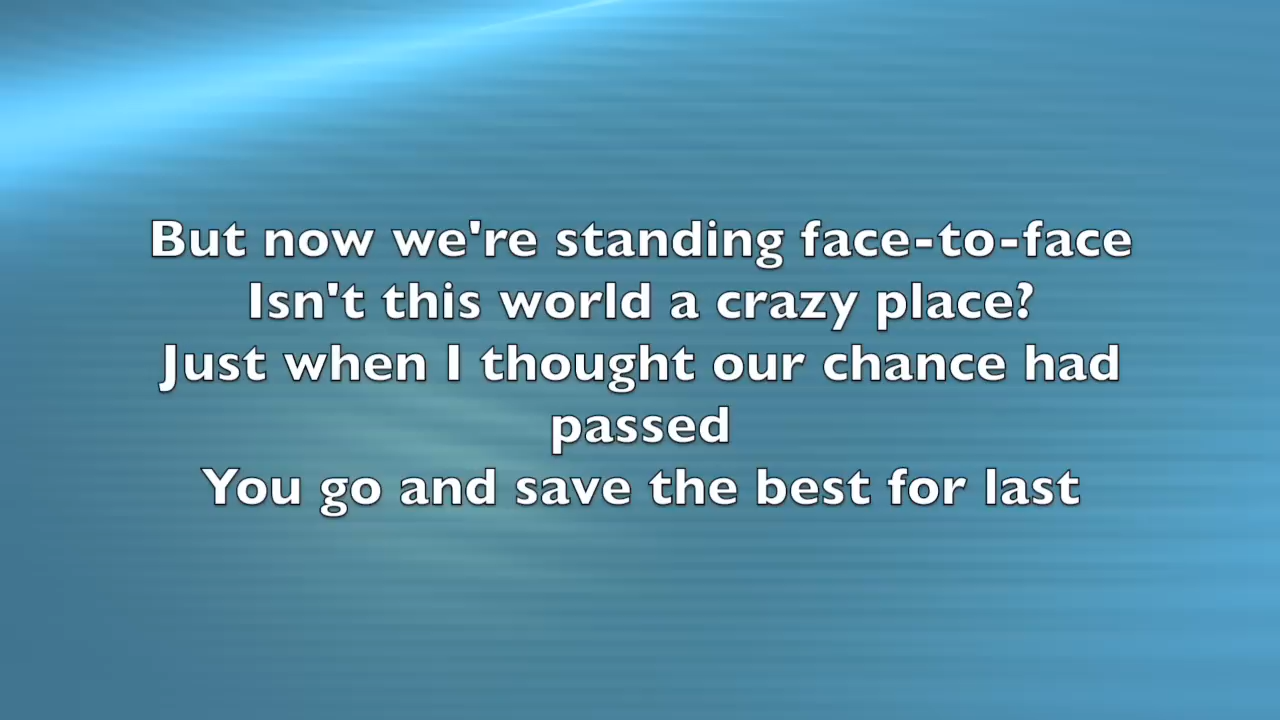 But now we're standing face-to-face
Isn't this world a crazy place?
Just when I thought our chance had
passed
You go and save the best for last